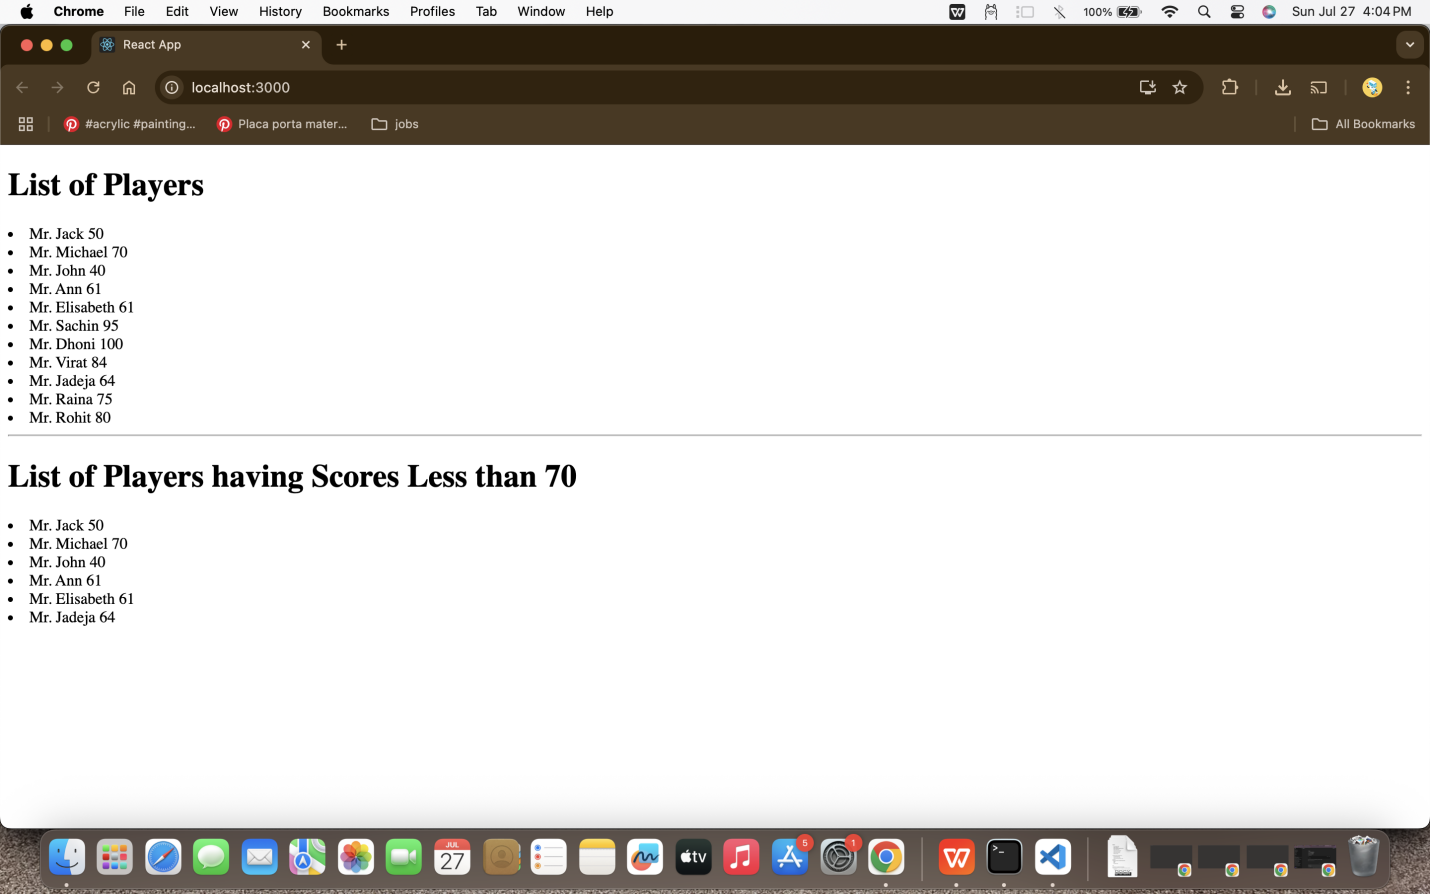 Chrome File Edit View History Bookmarks Profiles Tab Window Help 100% Sun Jul 27 4:04 PM
React App
localhost:3000
#acrylic #painting... Placa porta mater... jobs All Bookmarks
List of Players
• Mr. Jack 50
• Mr. Michael 70
• Mr. John 40
• Mr. Ann 61
• Mr. Elisabeth 61
• Mr. Sachin 95
• Mr. Dhoni 100
• Mr. Virat 84
• Mr. Jadeja 64
• Mr. Raina 75
• Mr. Rohit 80
List of Players having Scores Less than 70
• Mr. Jack 50
• Mr. Michael 70
• Mr. John 40
• Mr. Ann 61
• Mr. Elisabeth 61
• Mr. Jadeja 64
JUL
27
tv
5
1
>_